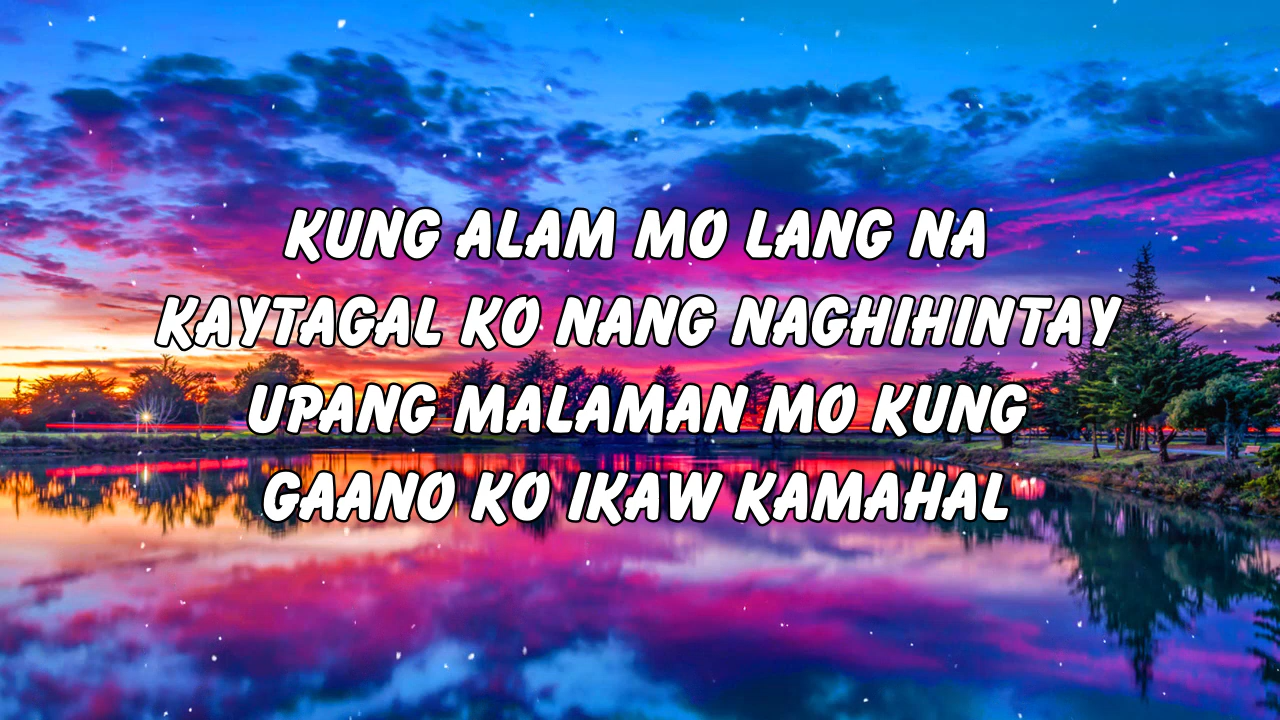 KUNG ALAM MO LANG NA
KAYTAGAL KO NANG NAGHIHINTAY
UPANG MALAMAN MO KUNG
GAANO KO IKAW KAMAHAL